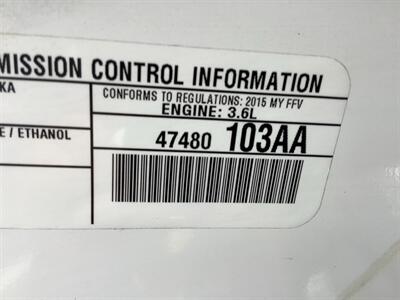 MISSION CONTROL INFORMATION
KA
CONFORMS TO REGULATIONS: 2015 MY FFV
ENGINE: 3.6L
E / ETHANOL
47480 103AA